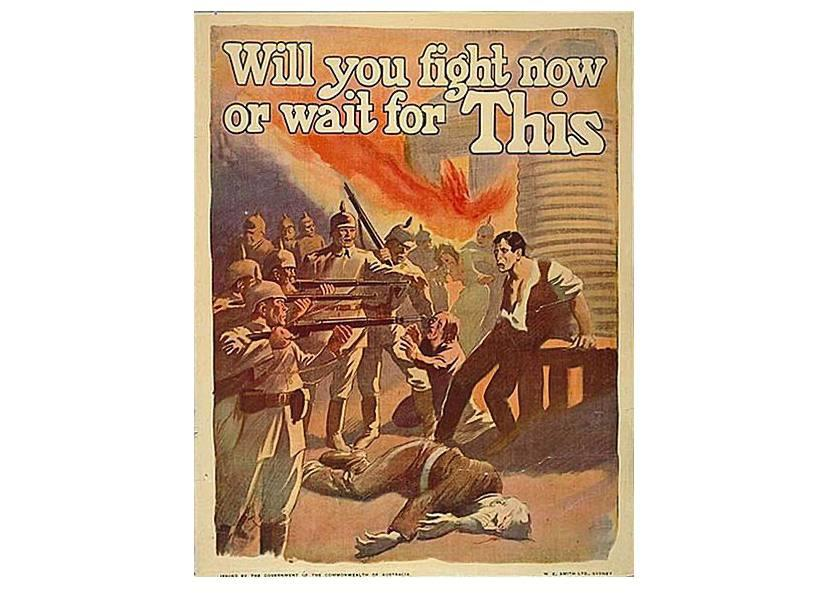 Will you fight now
or wait for This
ISSUED BY THE GOVERNMENT OF THE COMMONWEALTH OF AUSTRALIA.
W. E. SMITH LTD., SYDNEY